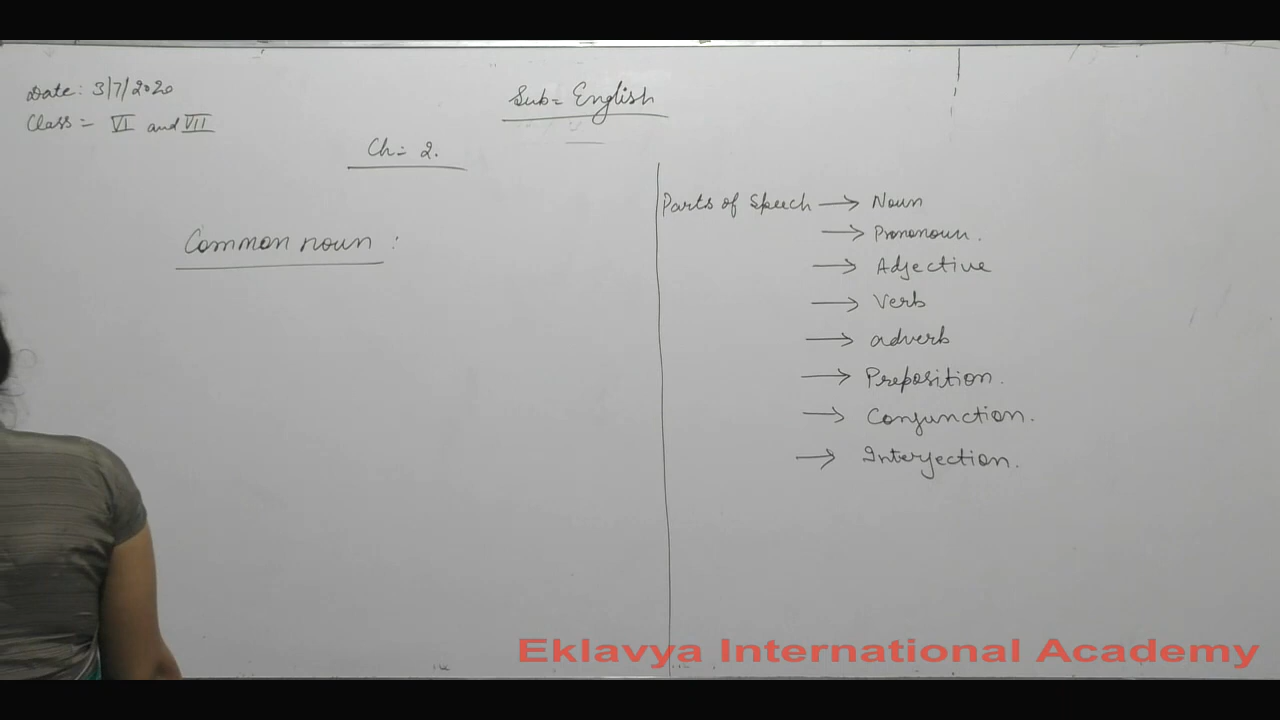 Date: 3/7/2020
Sub= English
Class= VI and VII
Ch= 2.
Common noun :
Parts of Speech → Noun
→ Prononoun.
→ Adjective
→ Verb
→ adverb
→ Preposition.
→ Conjunction.
→ Interjection.
Eklavya International Academy